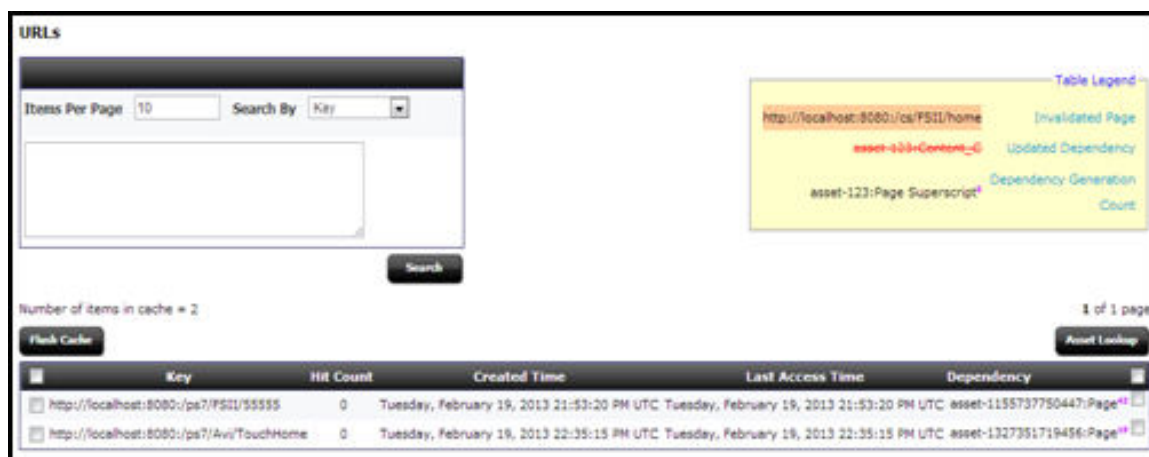 URLs
Items Per Page 10 Search By Key
Search
Table Legend
http://localhost:8080:/cs/FSII/home Invalidated Page
asset-123:Content_C Updated Dependency
asset-123:Page Superscript Dependency Generation Count
Number of items in cache = 2
1 of 1 page
Flush Cache
Asset Lookup
Key Hit Count Created Time Last Access Time Dependency
http://localhost:8080:/ps7/FSII/55555 0 Tuesday, February 19, 2013 21:53:20 PM UTC Tuesday, February 19, 2013 21:53:20 PM UTC asset-1155737750447:Page
http://localhost:8080:/ps7/Avi/TouchHome 0 Tuesday, February 19, 2013 22:35:15 PM UTC Tuesday, February 19, 2013 22:35:15 PM UTC asset-1327351719456:Page